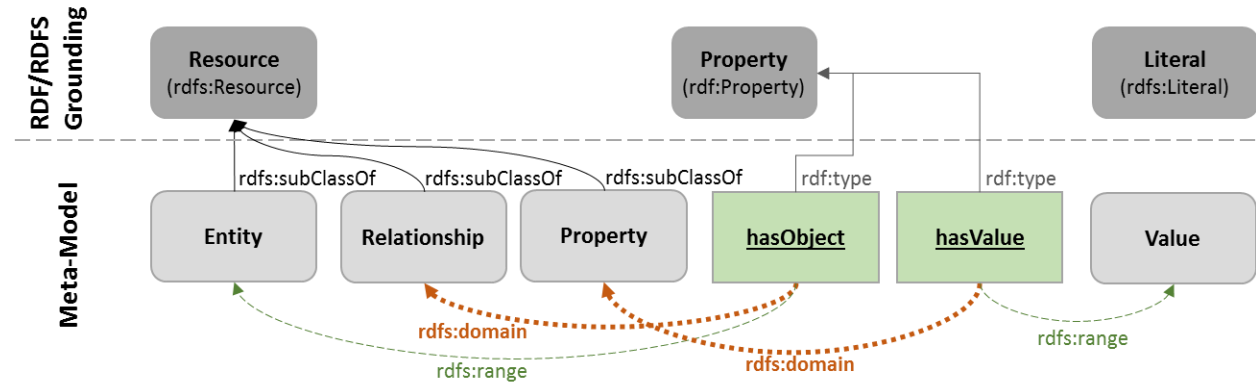 RDF/RDFS
Grounding
Resource
(rdfs:Resource)
Property
(rdf:Property)
Literal
(rdfs:Literal)
Meta-Model
rdfs:subClassOf
rdfs:subClassOf
rdfs:subClassOf
rdf:type
rdf:type
Entity
Relationship
Property
hasObject
hasValue
Value
rdfs:domain
rdfs:range
rdfs:domain
rdfs:range